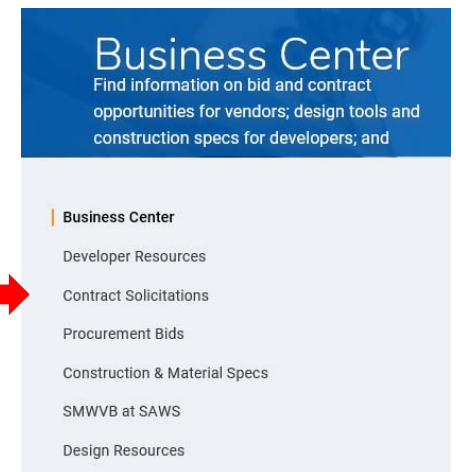 Business Center
Find information on bid and contract
opportunities for vendors; design tools and
construction specs for developers; and
Business Center
Developer Resources
Contract Solicitations
Procurement Bids
Construction & Material Specs
SMWVB at SAWS
Design Resources